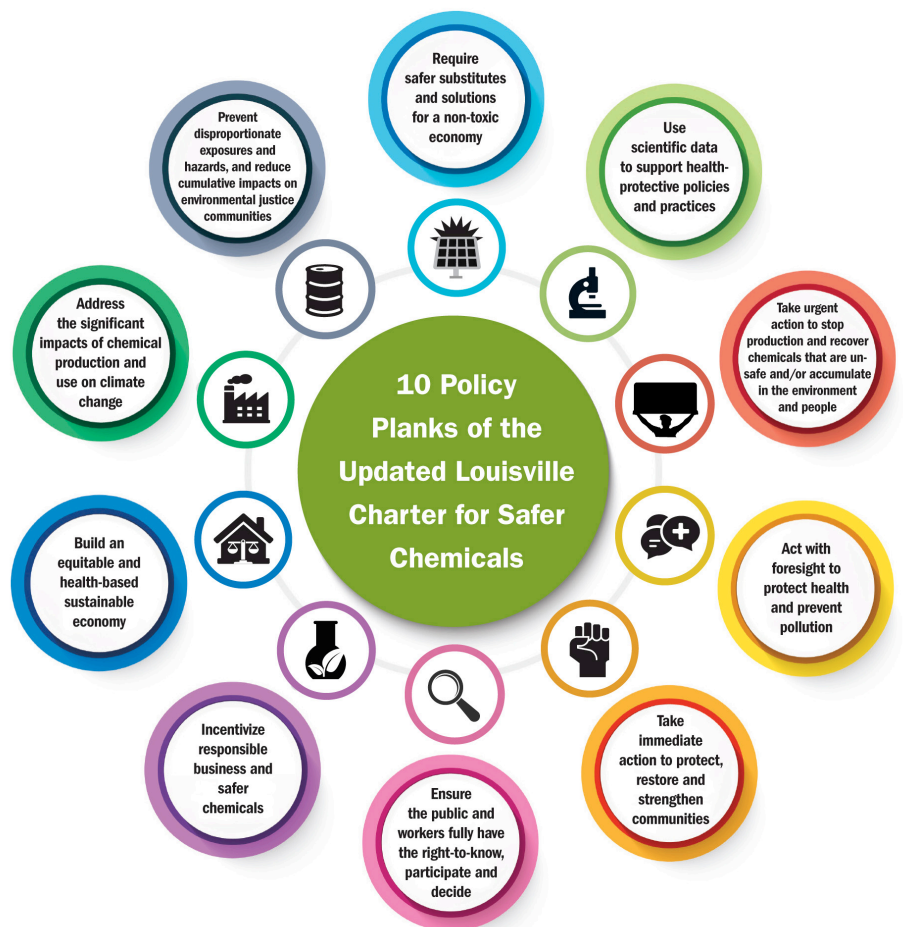 10 Policy
Planks of the
Updated Louisville
Charter for Safer
Chemicals
Require
safer substitutes
and solutions
for a non-toxic
economy
Use
scientific data
to support health-
protective policies
and practices
Take urgent
action to stop
production and recover
chemicals that are un-
safe and/or accumulate
in the environment
and people
Act with
foresight to
protect health
and prevent
pollution
Take
immediate
action to protect,
restore and
strengthen
communities
Ensure
the public and
workers fully have
the right-to-know,
participate and
decide
Incentivize
responsible
business and
safer
chemicals
Build an
equitable and
health-based
sustainable
economy
Address
the significant
impacts of chemical
production and
use on climate
change
Prevent
disproportionate
exposures and
hazards, and reduce
cumulative impacts on
environmental justice
communities